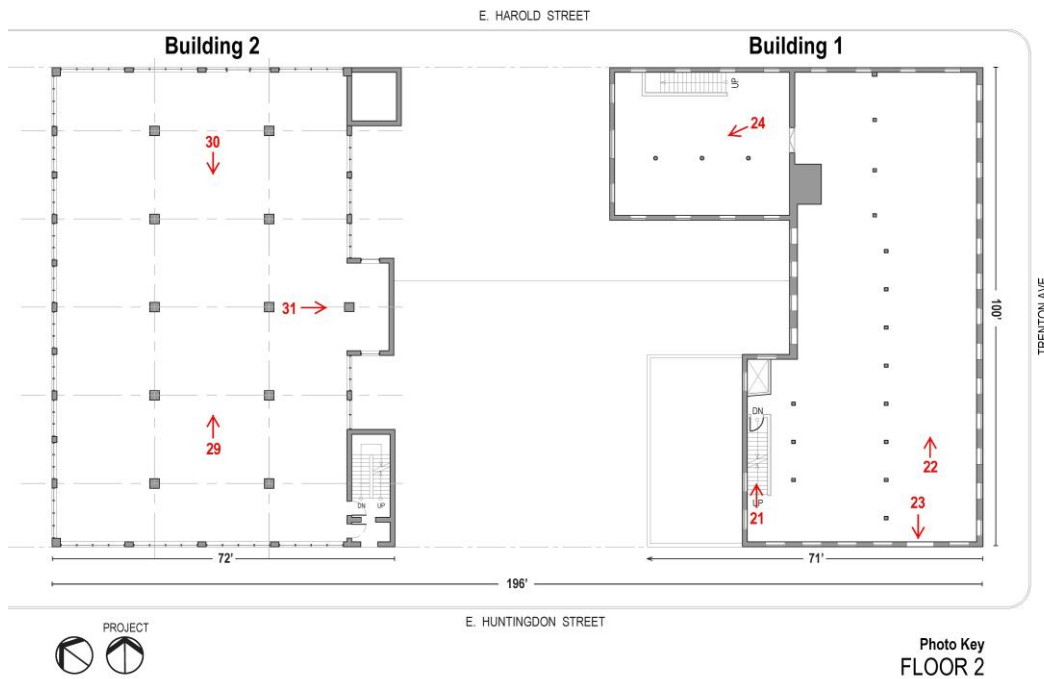 E. HAROLD STREET
Building 2
Building 1
UP
24
30
31
100'
TRENTON AVE
DN
29
22
23
DN UP
UP
21
72'
71'
196'
E. HUNTINGDON STREET
PROJECT
Photo Key
FLOOR 2